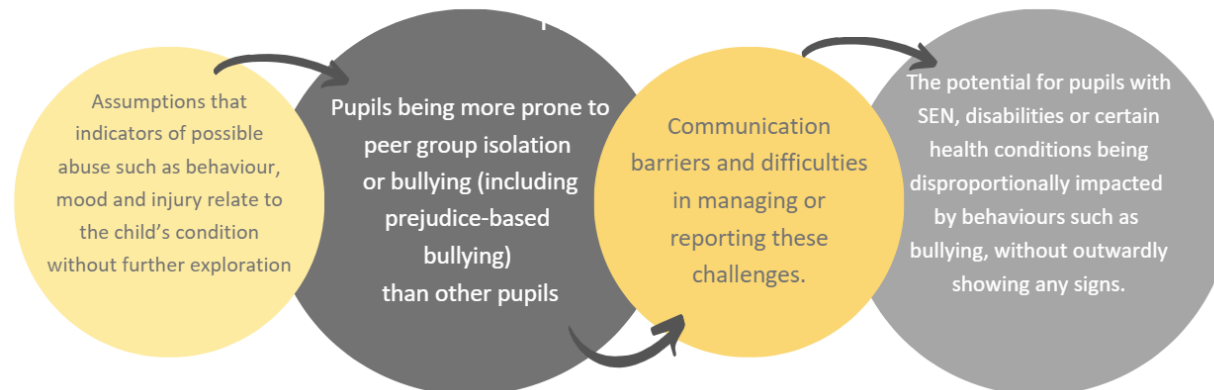 Assumptions that
indicators of possible
abuse such as behaviour,
mood and injury relate to
the child's condition
without further exploration
Pupils being more prone to
peer group isolation
or bullying (including
prejudice-based
bullying)
than other pupils
Communication
barriers and difficulties
in managing or
reporting these
challenges.
The potential for pupils with
SEN, disabilities or certain
health conditions being
disproportionally impacted
by behaviours such as
bullying, without outwardly
showing any signs.